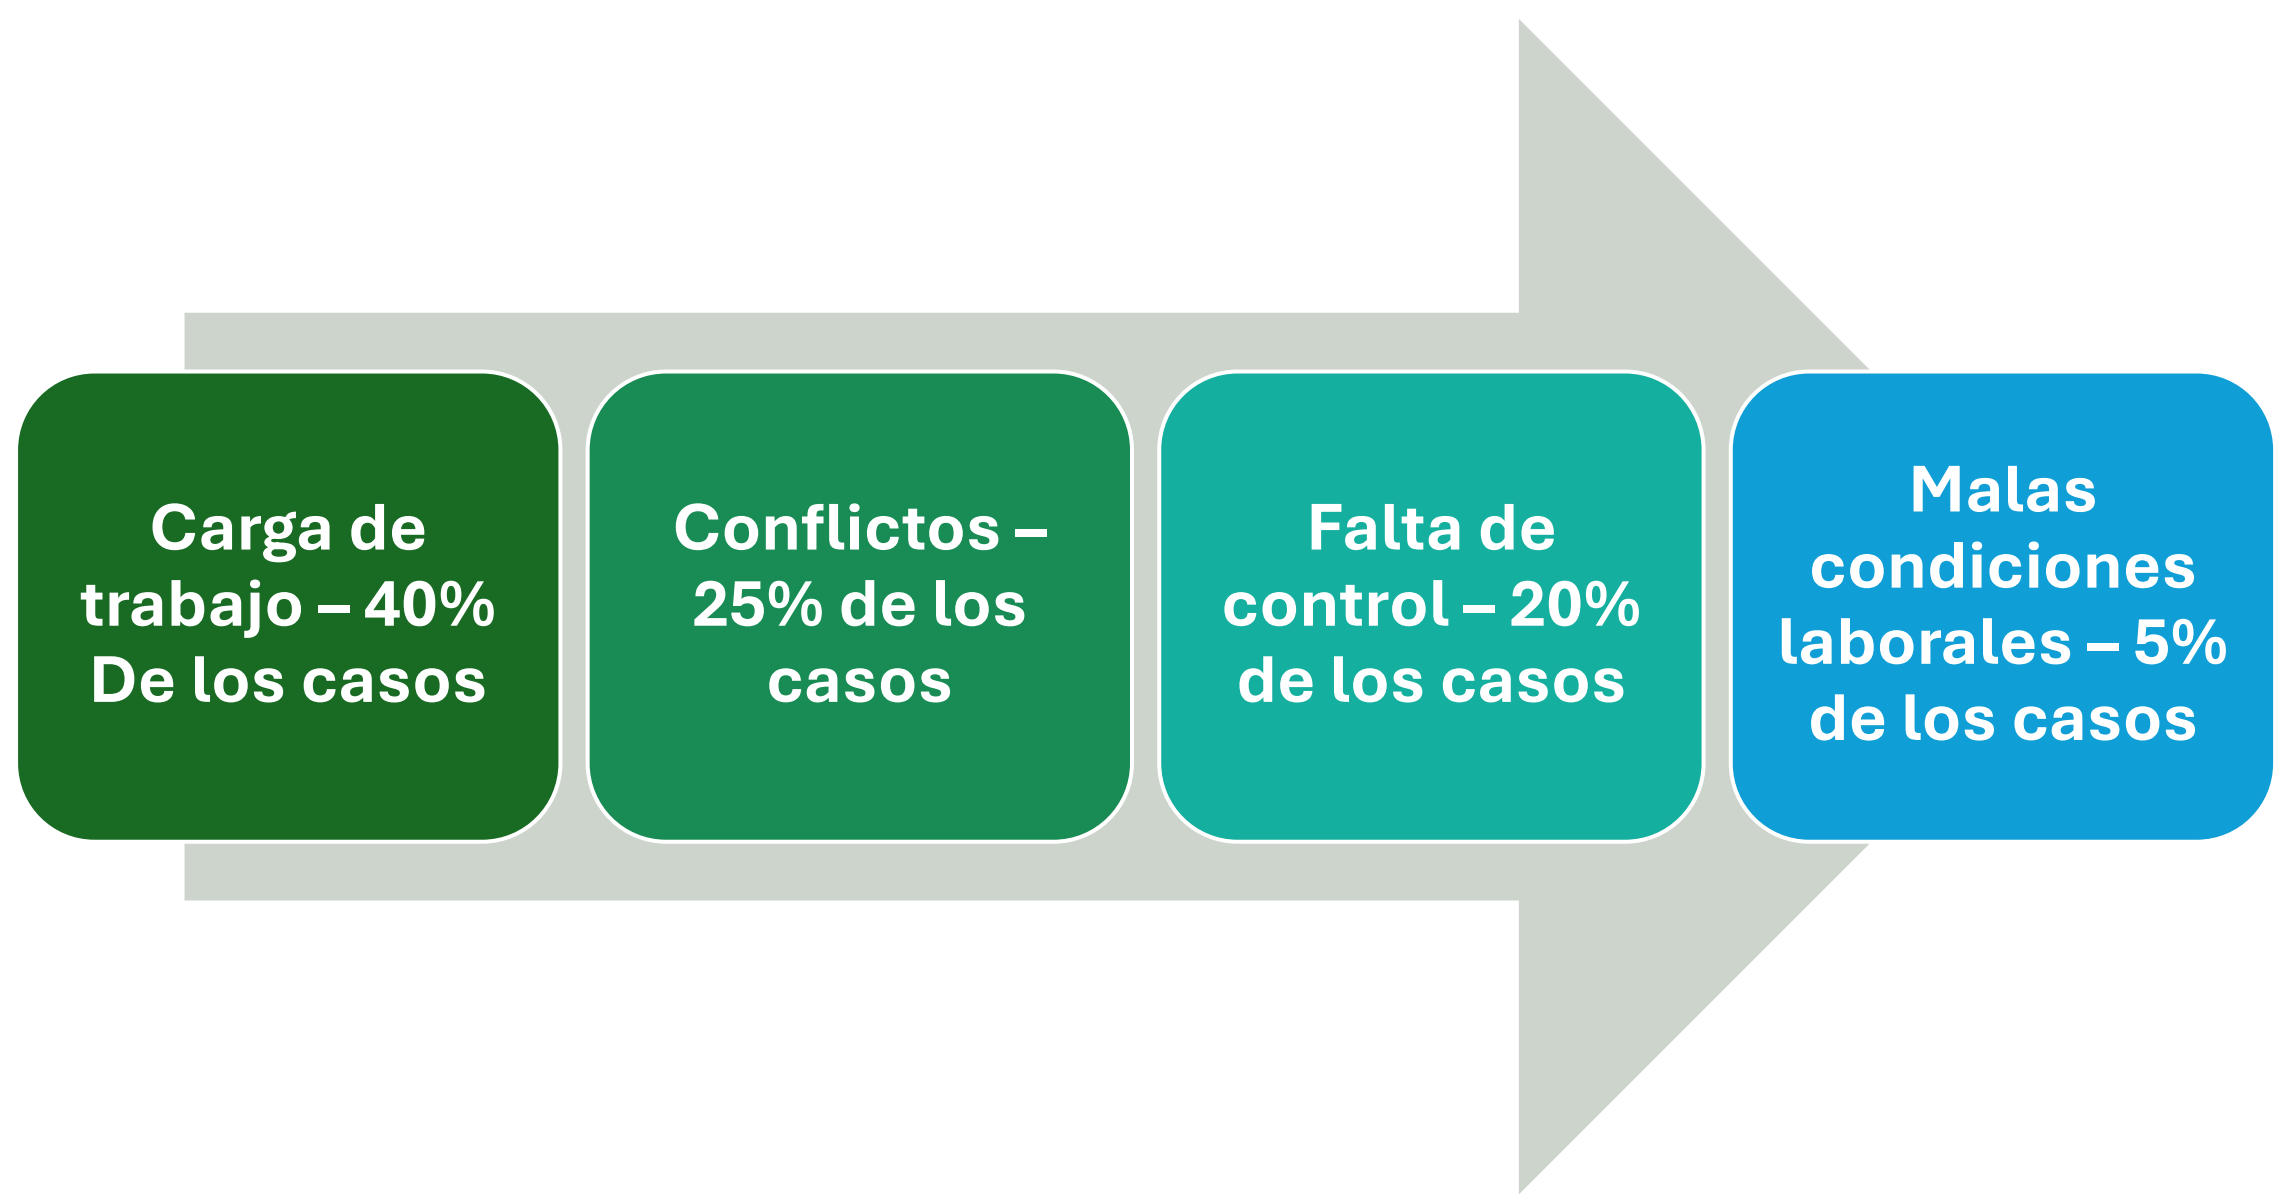 Carga de
trabajo – 40%
De los casos
Conflictos –
25% de los
casos
Falta de
control – 20%
de los casos
Malas
condiciones
laborales – 5%
de los casos